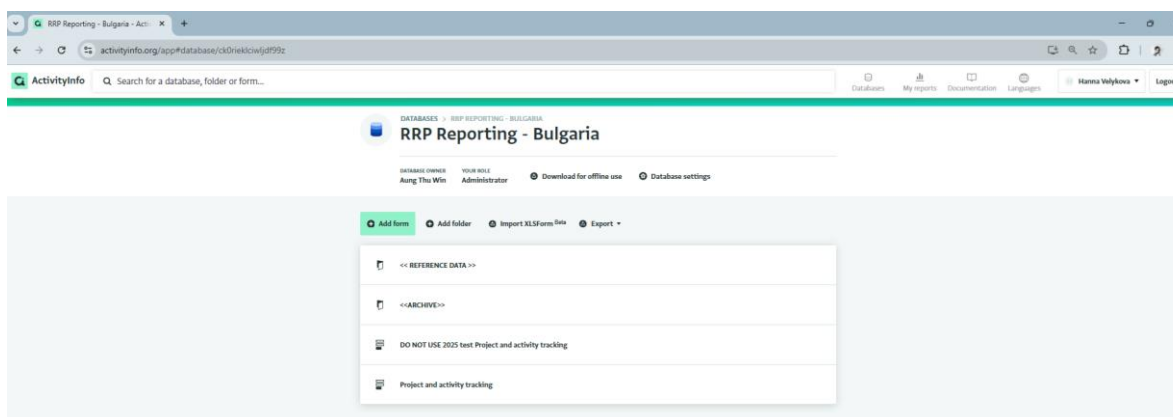 RRP Reporting - Bulgaria - Acti
activityinfo.org/app#database/ck0rieklciwljdf99z
ActivityInfo
Search for a database, folder or form...
Databases
My reports
Documentation
Languages
Hanna Velykova
Logou
DATABASES > RRP REPORTING - BULGARIA
RRP Reporting - Bulgaria
DATABASE OWNER YOUR ROLE
Aung Thu Win Administrator Download for offline use Database settings
Add form Add folder Import XLSForm Beta Export
<< REFERENCE DATA >>
<<ARCHIVE>>
DO NOT USE 2025 test Project and activity tracking
Project and activity tracking